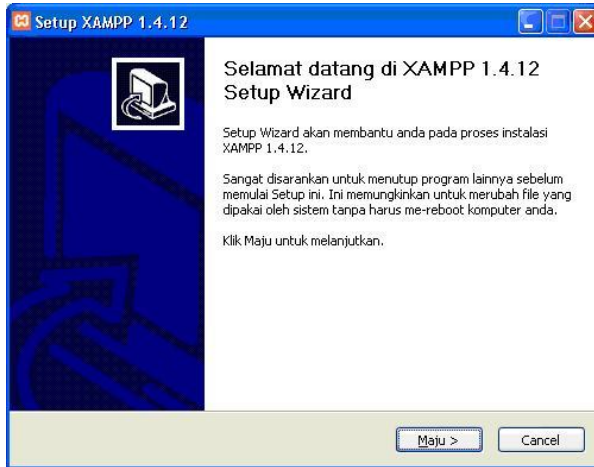 Setup XAMPP 1.4.12
Selamat datang di XAMPP 1.4.12
Setup Wizard
Setup Wizard akan membantu anda pada proses instalasi
XAMPP 1.4.12.
Sangat disarankan untuk menutup program lainnya sebelum
memulai Setup ini. Ini memungkinkan untuk merubah file yang
dipakai oleh sistem tanpa harus me-reboot komputer anda.
Klik Maju untuk melanjutkan.
Maju > Cancel